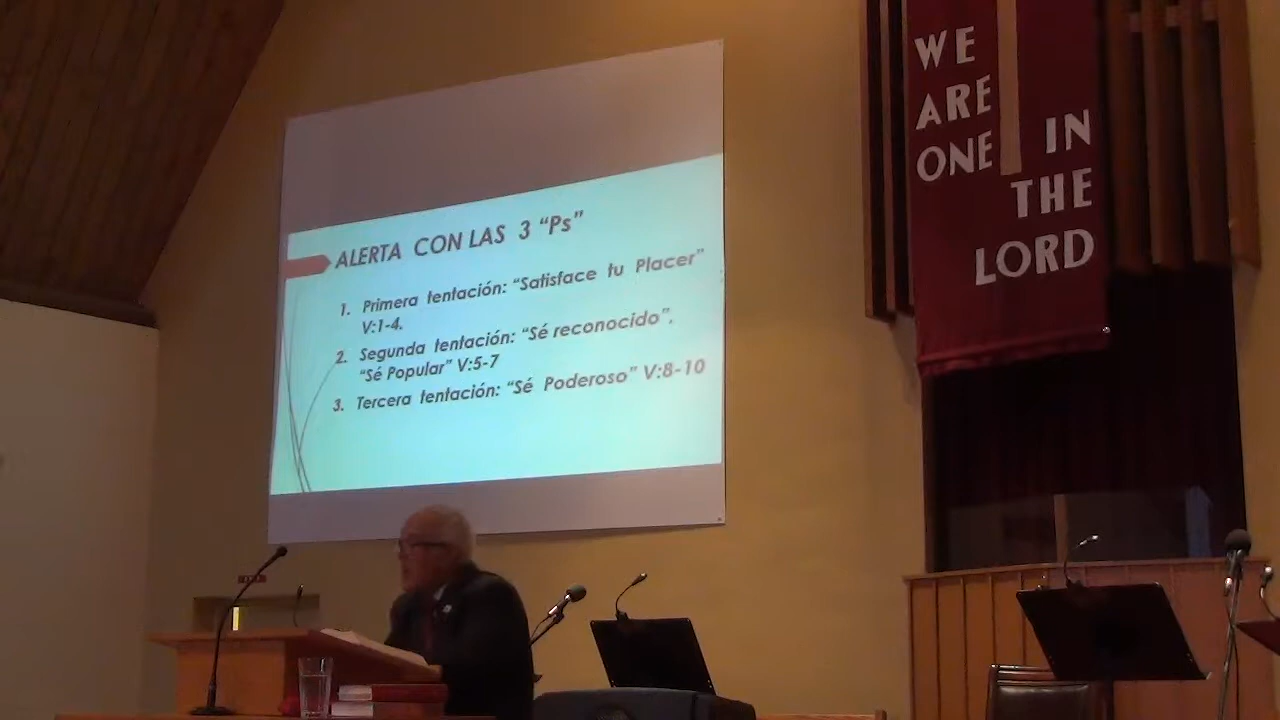 ALERTA CON LAS 3 “Ps”
1. Primera tentación: “Satisface tu Placer”
V:1-4.
2. Segunda tentación: “Sé reconocido”.
“Sé Popular” V:5-7
3. Tercera tentación: “Sé Poderoso” V:8-10
WE
ARE
ONE IN
THE
LORD